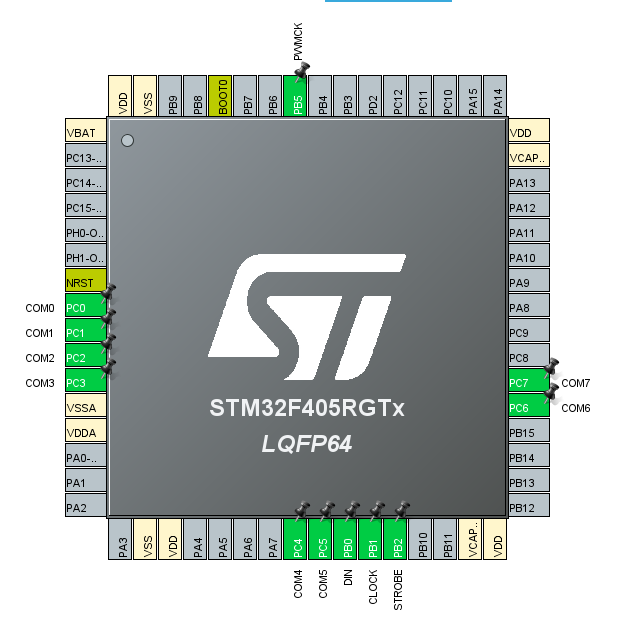 PWMCK
VDD
VSS
PB9
PB8
BOOT0
PB7
PB6
PB5
PB4
PB3
PD2
PC12
PC11
PC10
PA15
PA14
VBAT
PC13-..
PC14-..
PC15-..
PH0-O..
PH1-O..
NRST
COM0 PC0
COM1 PC1
COM2 PC2
COM3 PC3
VSSA
VDDA
PA0-..
PA1
PA2
VDD
VCAP..
PA13
PA12
PA11
PA10
PA9
PA8
PC9
PC8
PC7 COM7
PC6 COM6
PB15
PB14
PB13
PB12
STM32F405RGTx
LQFP64
PA3
VSS
VDD
PA4
PA5
PA6
PA7
PC4
PC5
PB0
PB1
PB2
PB10
PB11
VCAP..
VDD
COM4
COM5
DIN
CLOCK
STROBE